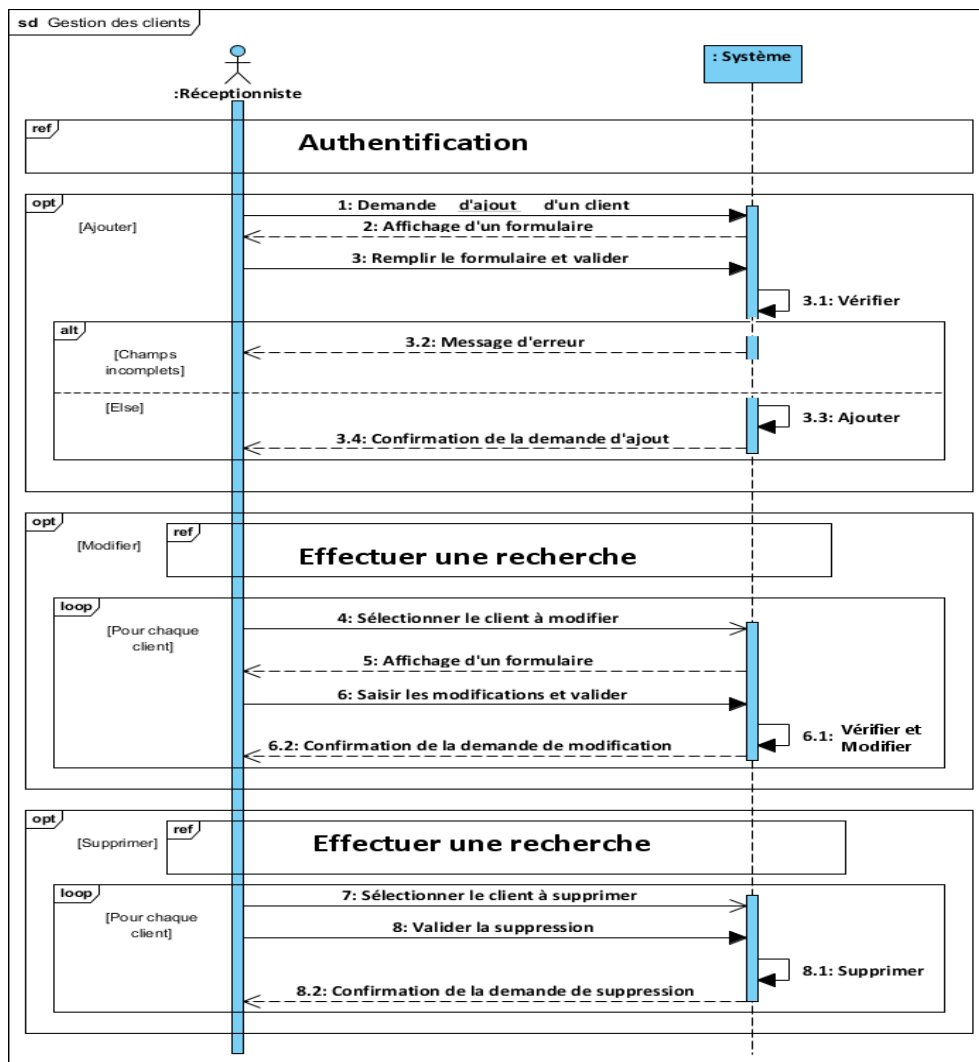 sd Gestion des clients
: Système
:Réceptionniste
ref
Authentification
opt
[Ajouter]
1: Demande d'ajout d'un client
2: Affichage d'un formulaire
3: Remplir le formulaire et valider
3.1: Vérifier
alt
[Champs
incomplets]
3.2: Message d'erreur
[Else]
3.3: Ajouter
3.4: Confirmation de la demande d'ajout
opt
[Modifier]
ref
Effectuer une recherche
loop
[Pour chaque
client]
4: Sélectionner le client à modifier
5: Affichage d'un formulaire
6: Saisir les modifications et valider
6.1: Vérifier et
Modifier
6.2: Confirmation de la demande de modification
opt
[Supprimer]
ref
Effectuer une recherche
loop
[Pour chaque
client]
7: Sélectionner le client à supprimer
8: Valider la suppression
8.1: Supprimer
8.2: Confirmation de la demande de suppression